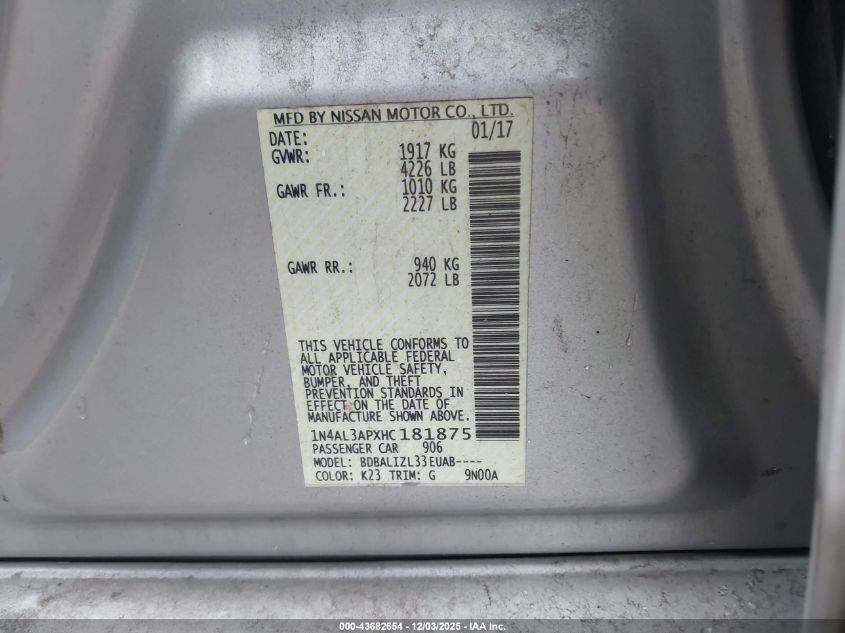 MFD BY NISSAN MOTOR CO., LTD.
DATE: 01/17
GVWR: 1917 KG
4226 LB
GAWR FR.: 1010 KG
2227 LB
GAWR RR.: 940 KG
2072 LB
THIS VEHICLE CONFORMS TO
ALL APPLICABLE FEDERAL
MOTOR VEHICLE SAFETY,
BUMPER, AND THEFT
PREVENTION STANDARDS IN
EFFECT ON THE DATE OF
MANUFACTURE SHOWN ABOVE.
1N4AL3APXHC181875
PASSENGER CAR 906
MODEL: BDBALIZL33EUAB----
COLOR: K23 TRIM: G 9N00A
000-43682654 - 12/03/2025 - IAA Inc.